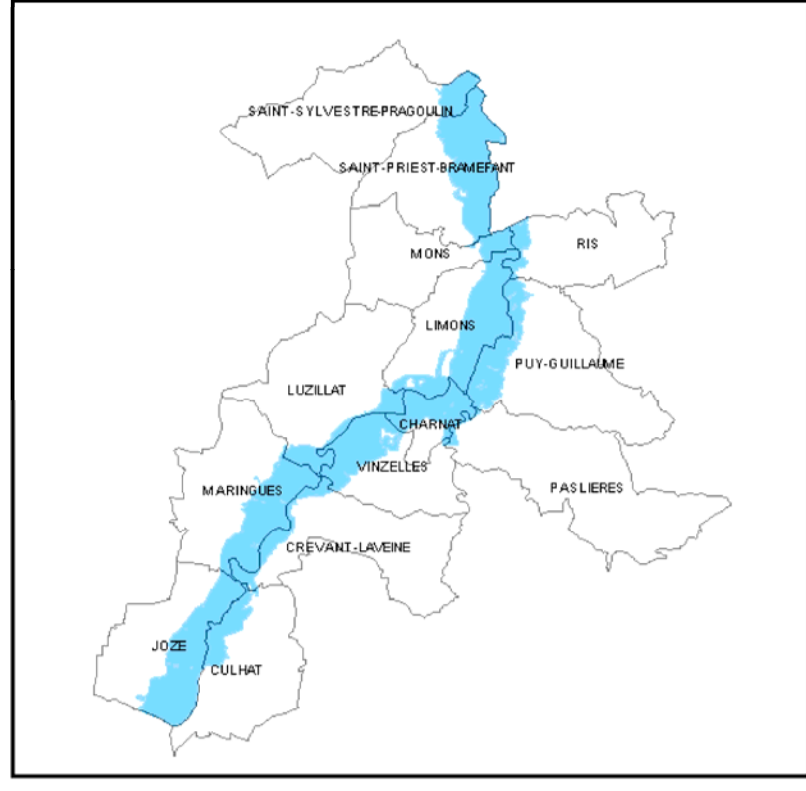 SAINT-SYLVESTRE-PRAGOULIN
SAINT-PRIEST-BRAMEFANT
RIS
MONS
LIMONS
PUY-GUILLAUME
LUZILLAT
CHARNAT
VINZELLES
MARINGUES
PASLIERES
CREVANT-LAVEINE
JOZE
CULHAT